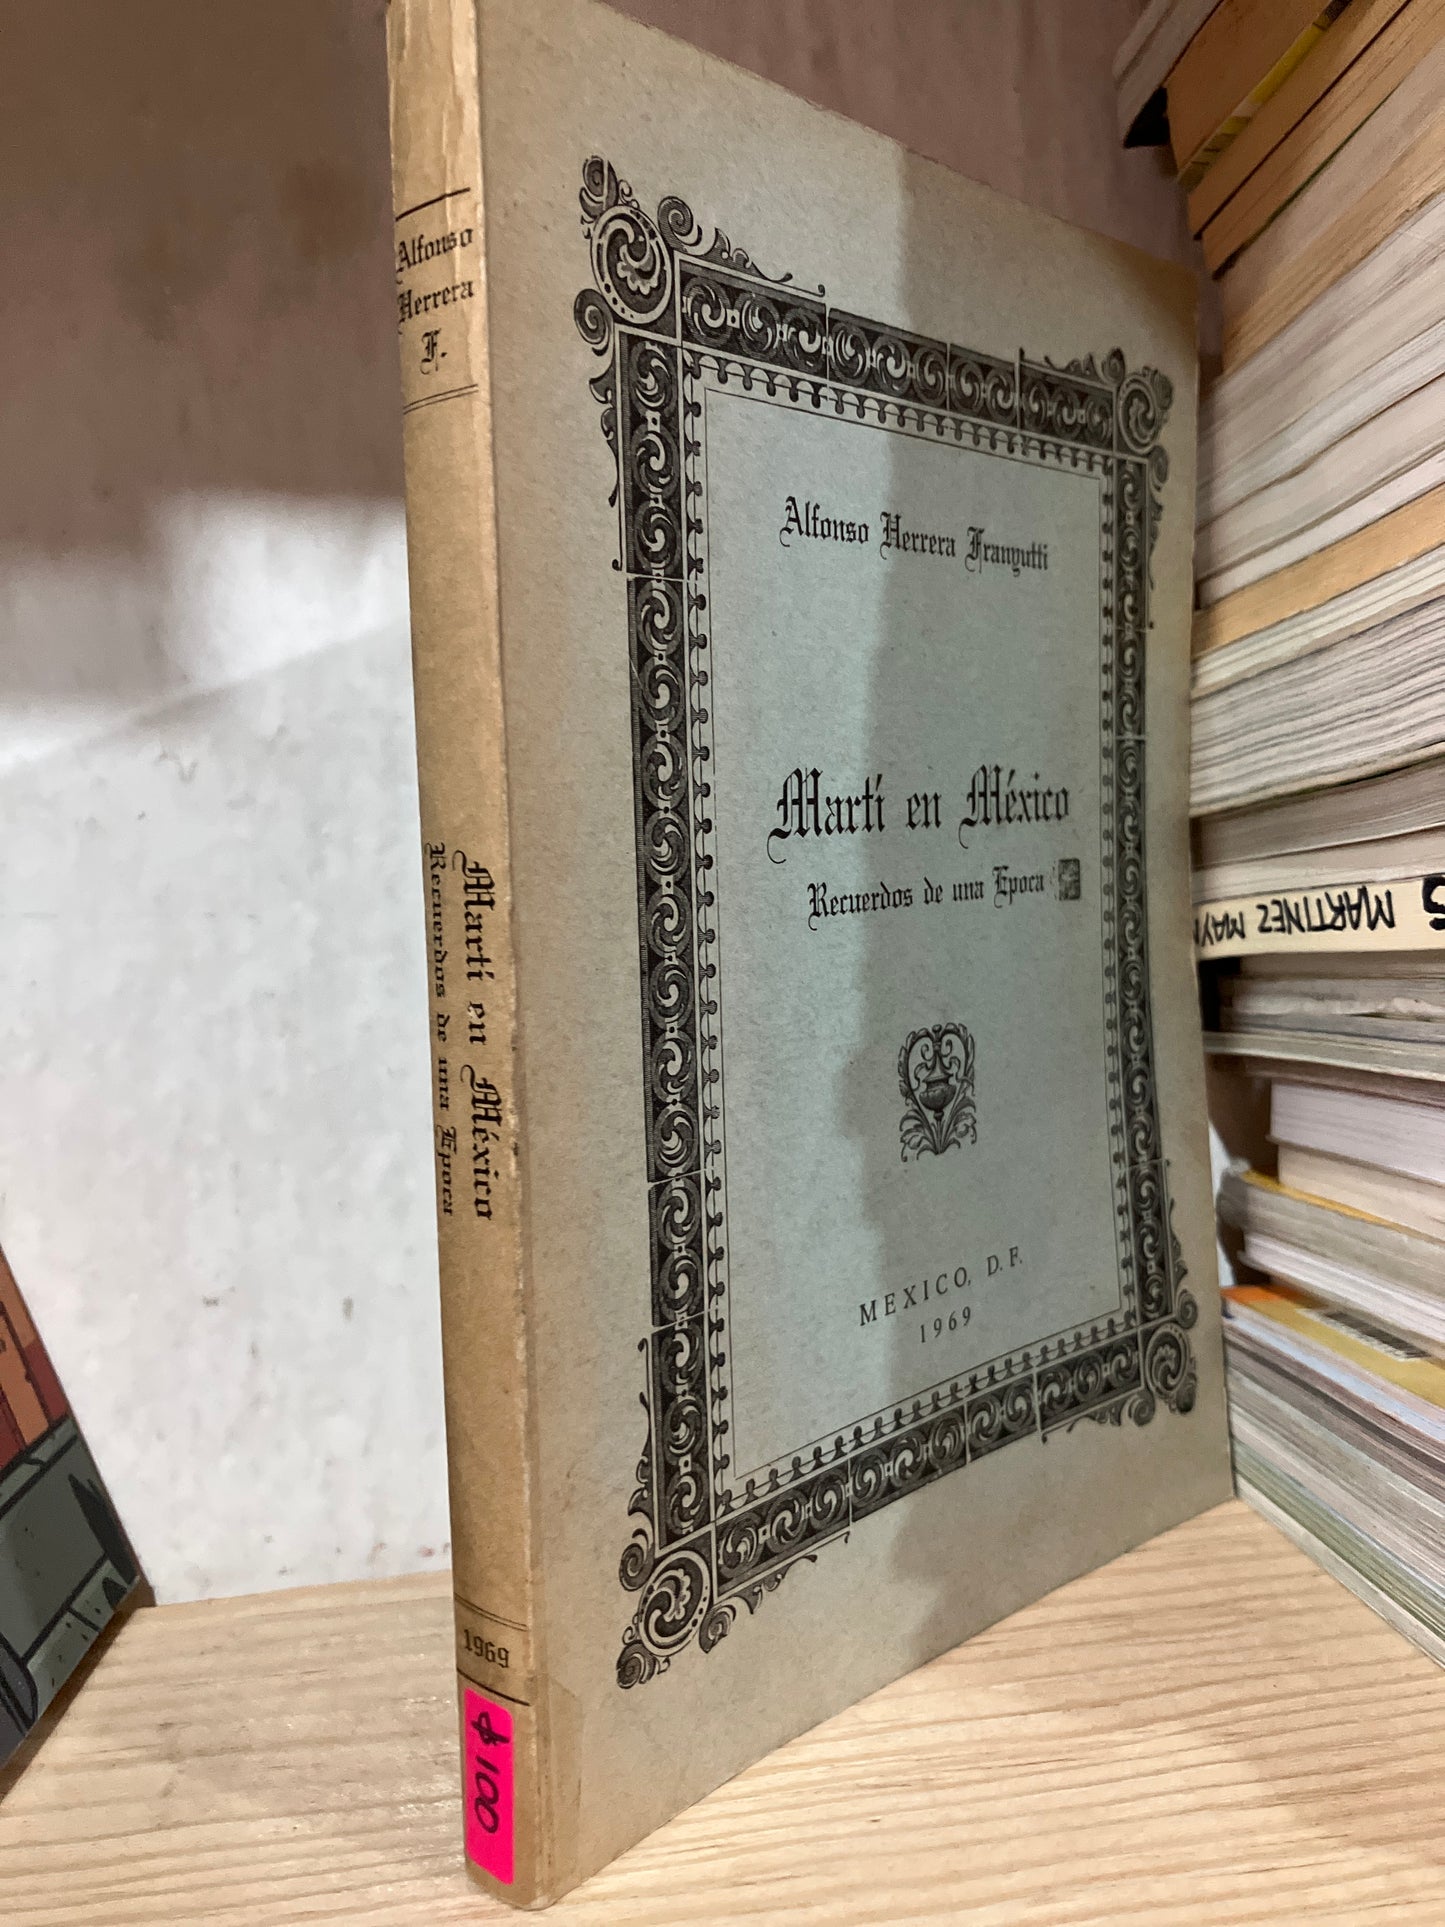 Alfonso
Herrera
F.
Martí en México
Recuerdos de una Epoca
1969
$ 100
Alfonso Herrera Franyutti
Martí en México
Recuerdos de una Epoca
MEXICO, D. F.
1969
MARTINEZ